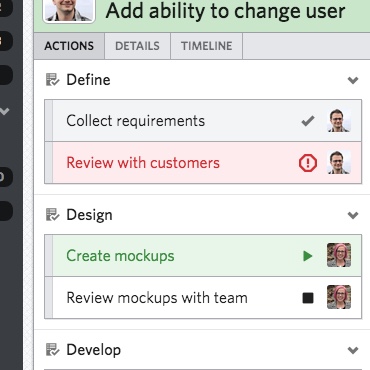 Add ability to change user
ACTIONS DETAILS TIMELINE
Define
Collect requirements
Review with customers
Design
Create mockups
Review mockups with team
Develop